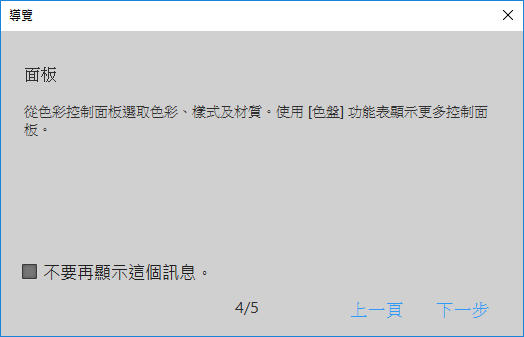 導覽
面板
從色彩控制面板選取色彩、樣式及材質。使用 [色盤] 功能表顯示更多控制面
板。
不要再顯示這個訊息。
4/5
上一頁
下一步